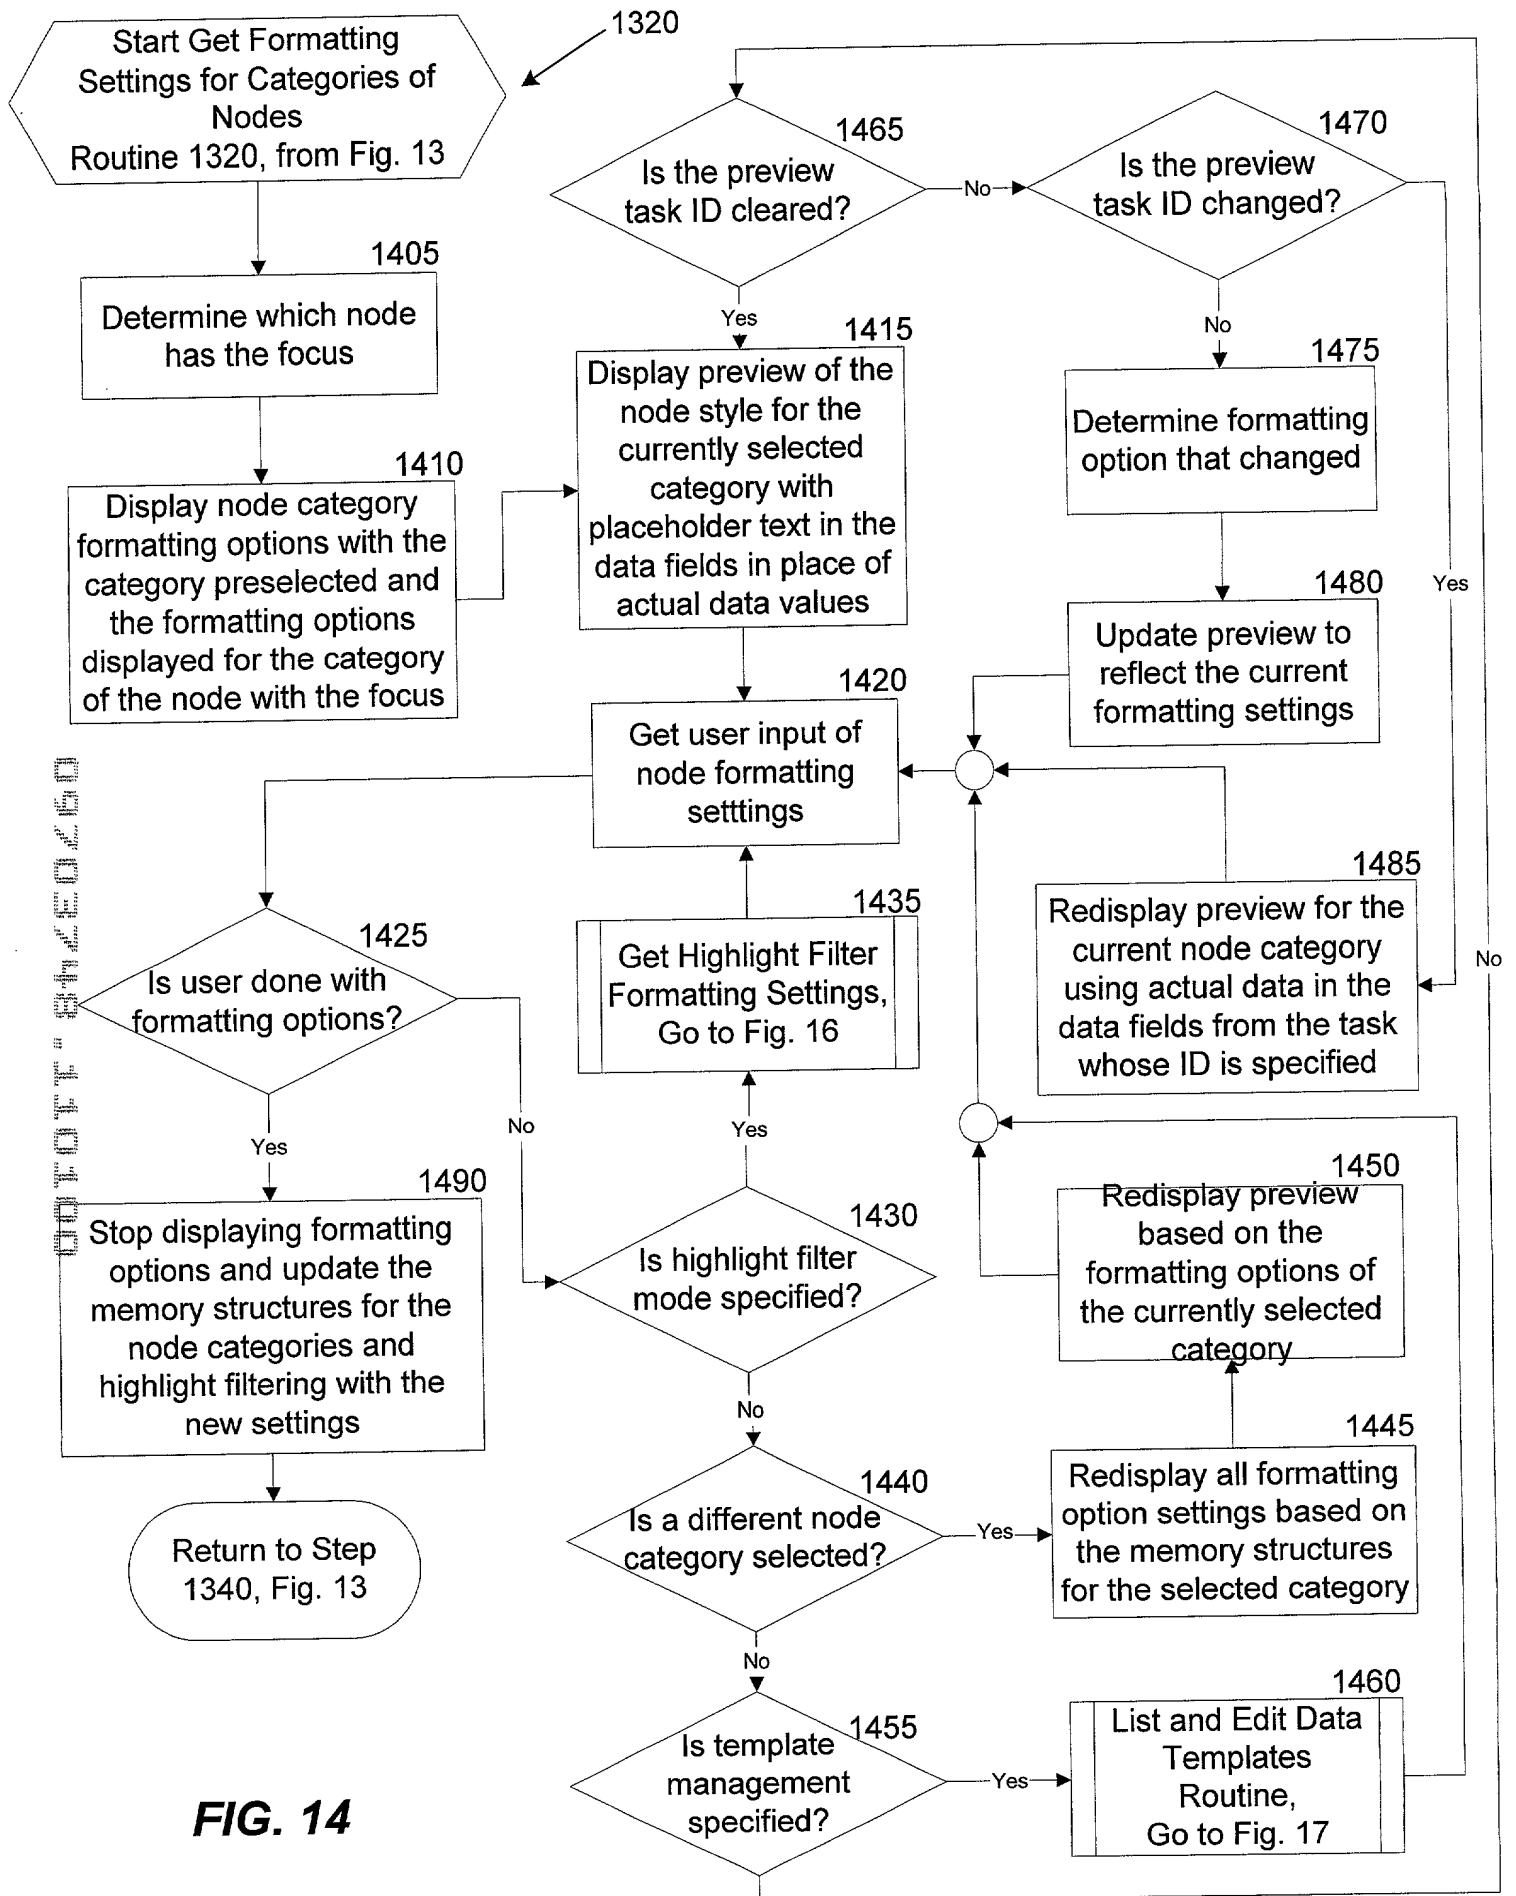 Start Get Formatting
Settings for Categories of
Nodes
Routine 1320, from Fig. 13
1320
1405
Determine which node
has the focus
1410
Display node category
formatting options with the
category preselected and
the formatting options
displayed for the category
of the node with the focus
1465
Is the preview
task ID cleared?
No
Yes
1470
Is the preview
task ID changed?
No
Yes
1415
Display preview of the
node style for the
currently selected
category with
placeholder text in the
data fields in place of
actual data values
1475
Determine formatting
option that changed
1480
Update preview to
reflect the current
formatting settings
1420
Get user input of
node formatting
setttings
1485
Redisplay preview for the
current node category
using actual data in the
data fields from the task
whose ID is specified
No
1425
Is user done with
formatting options?
Yes
No
1435
Get Highlight Filter
Formatting Settings,
Go to Fig. 16
Yes
1430
Is highlight filter
mode specified?
No
1450
Redisplay preview
based on the
formatting options of
the currently selected
category
1490
Stop displaying formatting
options and update the
memory structures for the
node categories and
highlight filtering with the
new settings
Return to Step
1340, Fig. 13
1440
Is a different node
category selected?
Yes
No
1445
Redisplay all formatting
option settings based on
the memory structures
for the selected category
1455
Is template
management
specified?
Yes
1460
List and Edit Data
Templates
Routine,
Go to Fig. 17
FIG. 14